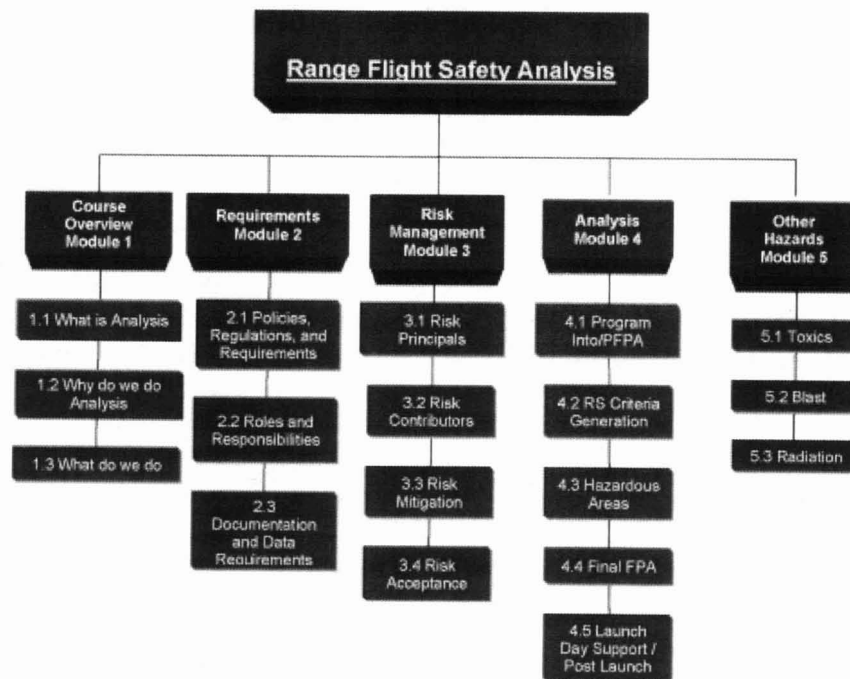 Range Flight Safety Analysis
Course
Overview
Module 1
Requirements
Module 2
Risk
Management
Module 3
Analysis
Module 4
Other
Hazards
Module 5
1.1 What is Analysis
1.2 Why do we do
Analysis
1.3 What do we do
2.1 Policies,
Regulations, and
Requirements
2.2 Roles and
Responsibilities
2.3
Documentation
and Data
Requirements
3.1 Risk
Principals
3.2 Risk
Contributors
3.3 Risk
Mitigation
3.4 Risk
Acceptance
4.1 Program
Into/PFPA
4.2 RS Criteria
Generation
4.3 Hazardous
Areas
4.4 Final FPA
4.5 Launch
Day Support /
Post Launch
5.1 Toxics
5.2 Blast
5.3 Radiation